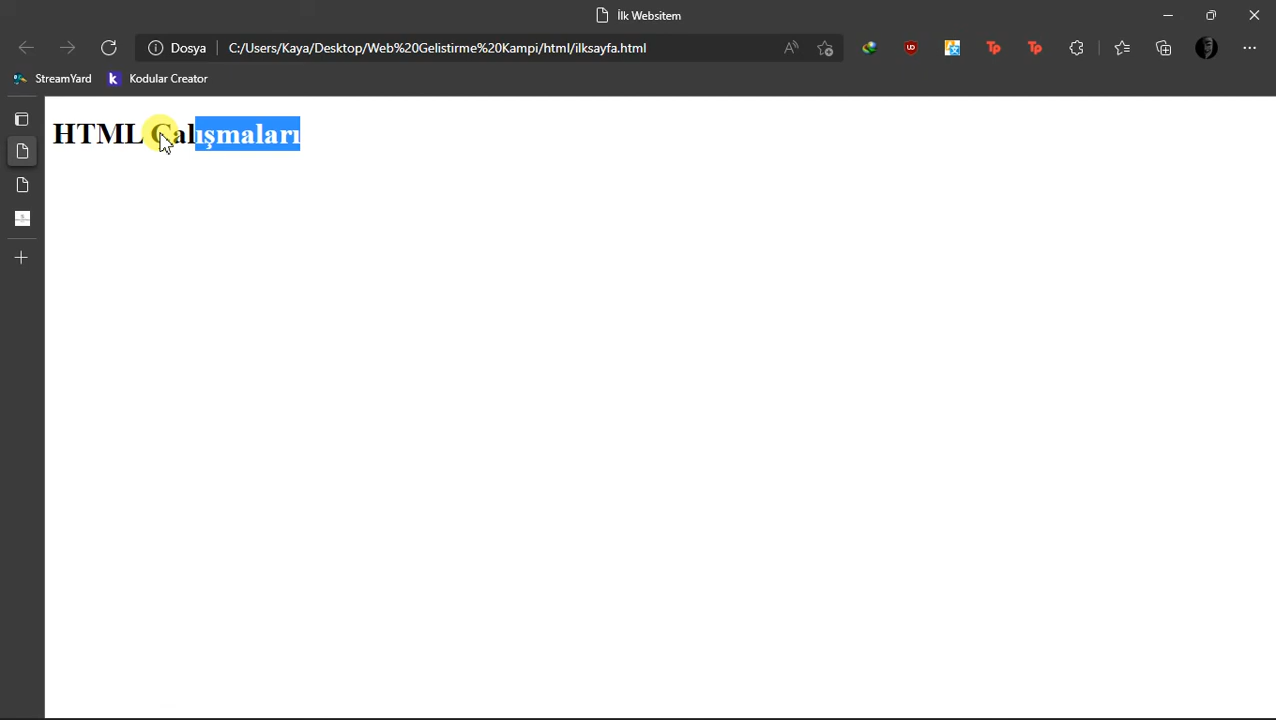 İlk Websitem
Dosya C:/Users/Kaya/Desktop/Web%20Gelistirme%20Kampi/html/ilksayfa.html
StreamYard Kodular Creator
HTML Çalışmaları